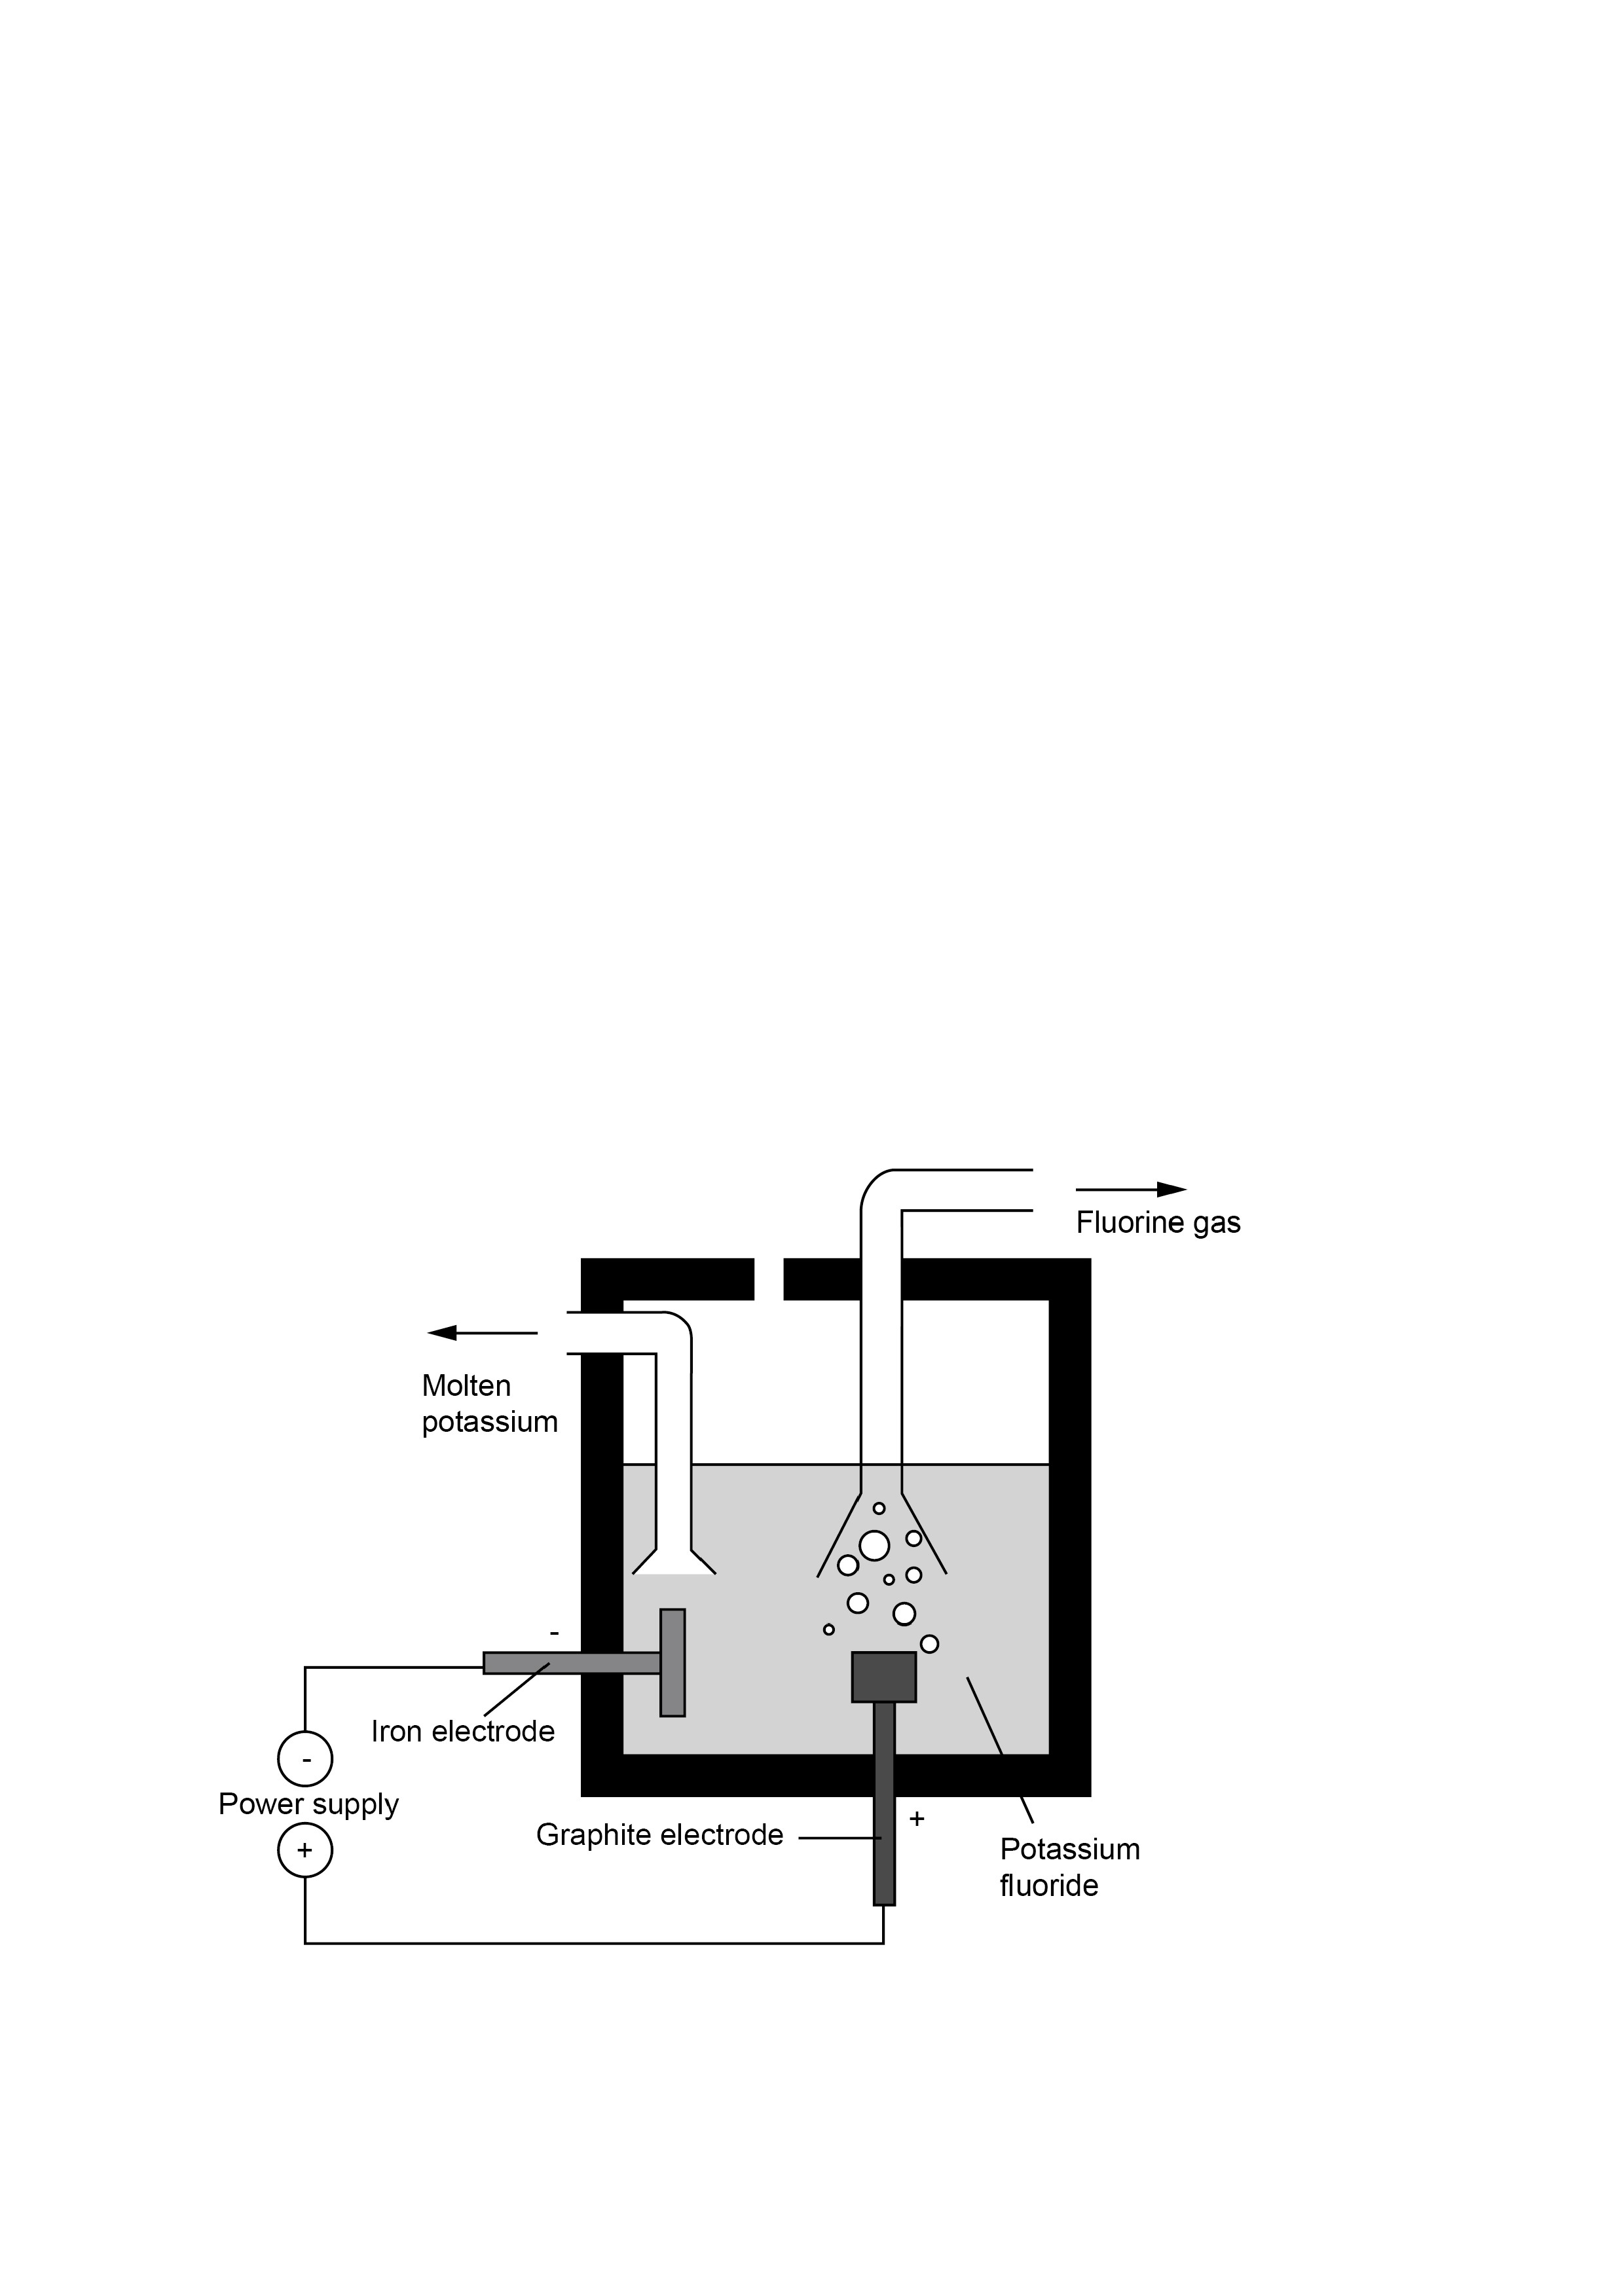 Fluorine gas
Molten
potassium
-
Iron electrode
-
Power supply
+
Graphite electrode
+
Potassium
fluoride